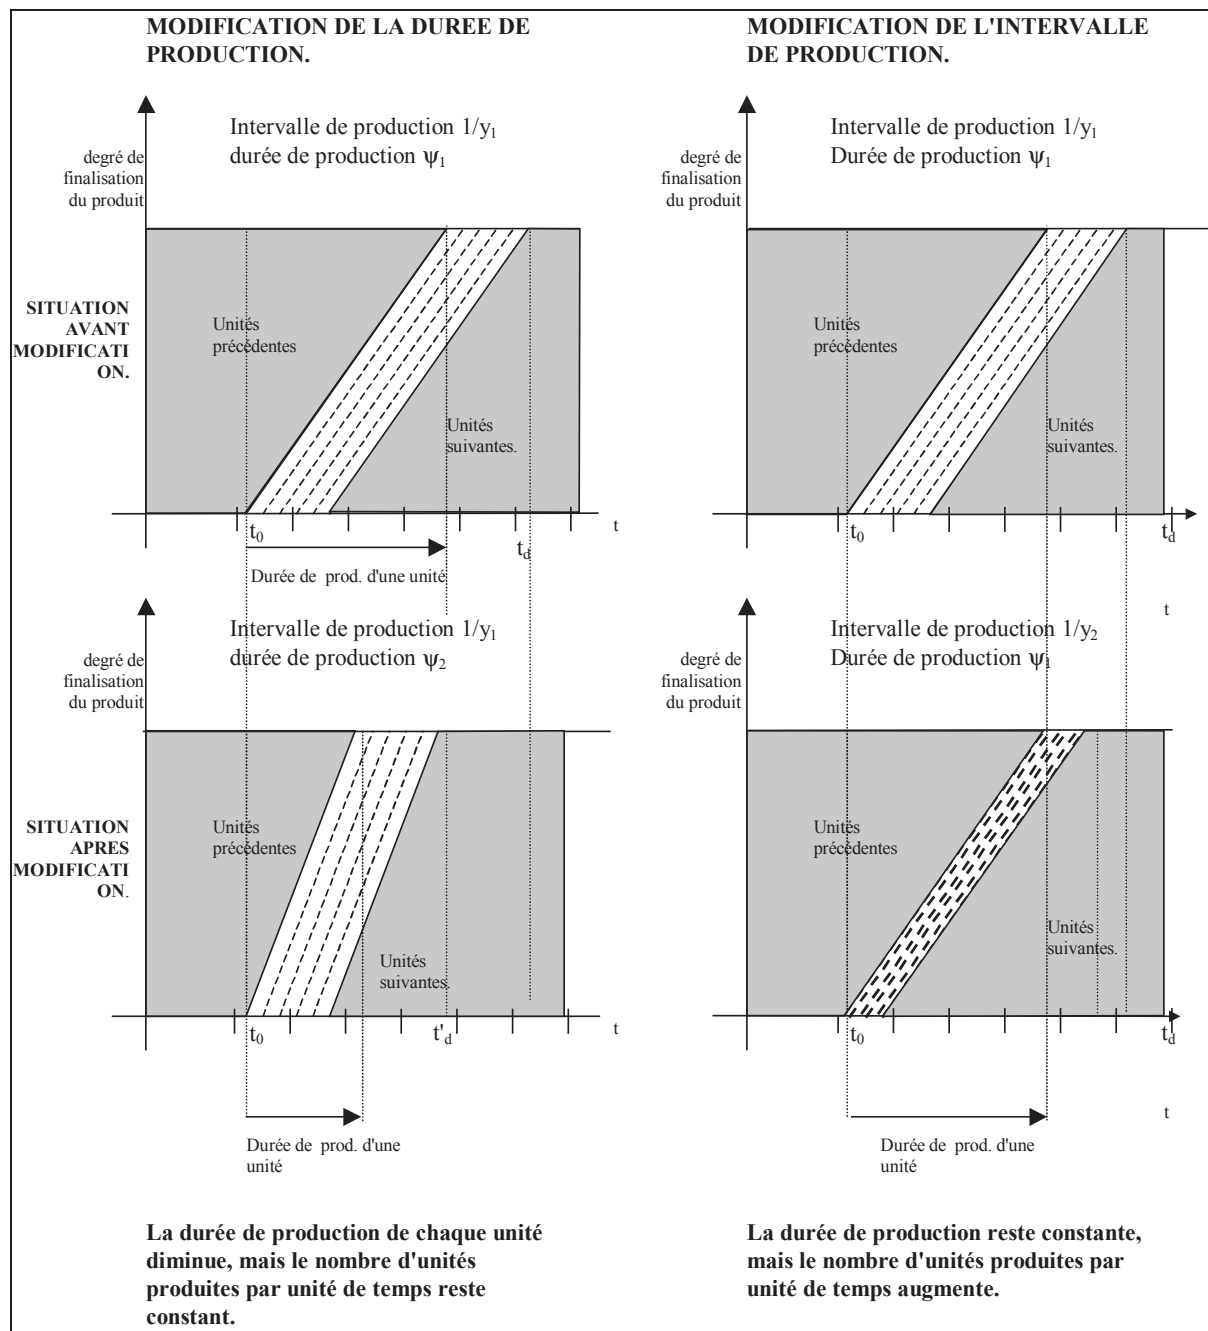 MODIFICATION DE LA DUREE DE
PRODUCTION.
MODIFICATION DE L'INTERVALLE
DE PRODUCTION.
Intervalle de production 1/y₁
durée de production ψ₁
degré de
finalisation
du produit
Intervalle de production 1/y₁
Durée de production ψ₁
degré de
finalisation
du produit
SITUATION
AVANT
MODIFICATI
ON.
Unités
précédentes
Unités
suivantes.
t₀
t_d
t
Durée de prod. d'une unité
Unités
précédentes
Unités
suivantes.
t₀
t_d
t
Intervalle de production 1/y₁
durée de production ψ₂
degré de
finalisation
du produit
Intervalle de production 1/y₂
Durée de production ψ₁
degré de
finalisation
du produit
SITUATION
APRES
MODIFICATI
ON.
Unités
précédentes
Unités
suivantes.
t₀
t'_d
t
Durée de prod. d'une
unité
Unités
précédentes
Unités
suivantes.
t₀
t_d
t
Durée de prod. d'une
unité
La durée de production de chaque unité
diminue, mais le nombre d'unités
produites par unité de temps reste
constant.
La durée de production reste constante,
mais le nombre d'unités produites par
unité de temps augmente.